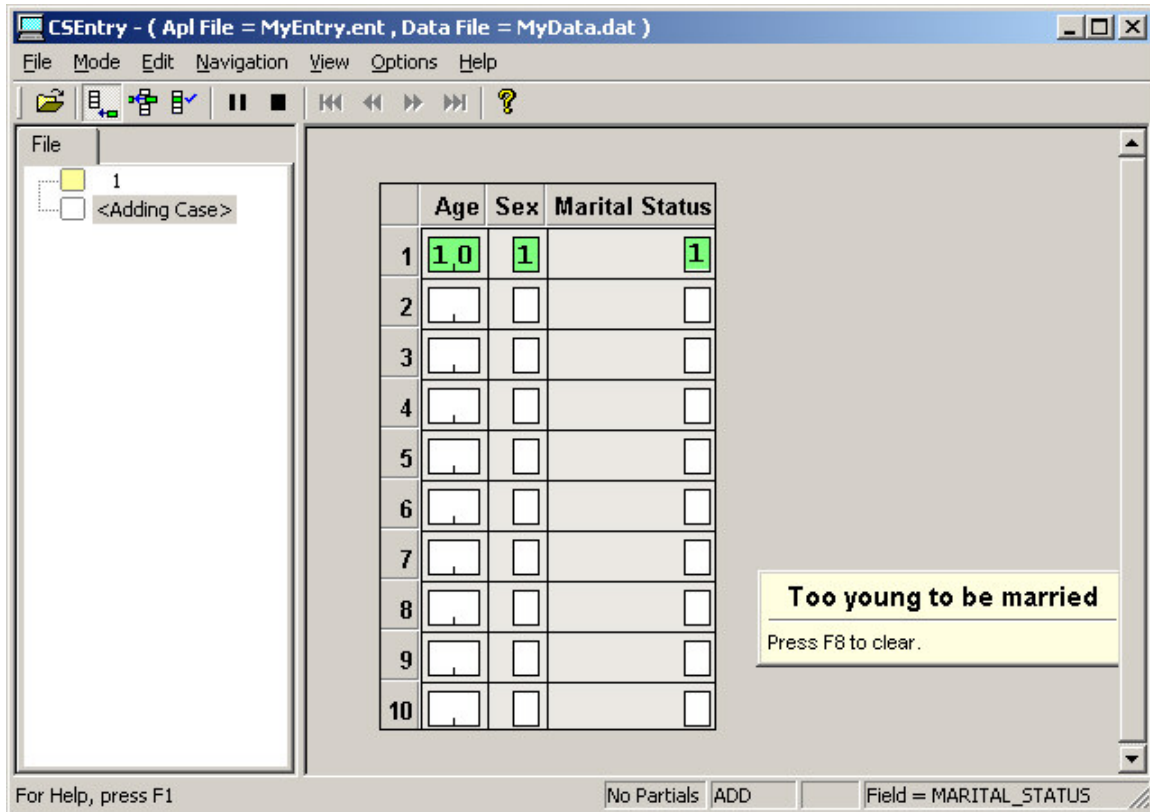 CSEntry - ( Apl File = MyEntry.ent , Data File = MyData.dat )
File Mode Edit Navigation View Options Help
File
1
<Adding Case>
Age Sex Marital Status
1 1,0 1 1
2
3
4
5
6
7
8
9
10
Too young to be married
Press F8 to clear.
For Help, press F1 No Partials ADD Field = MARITAL_STATUS